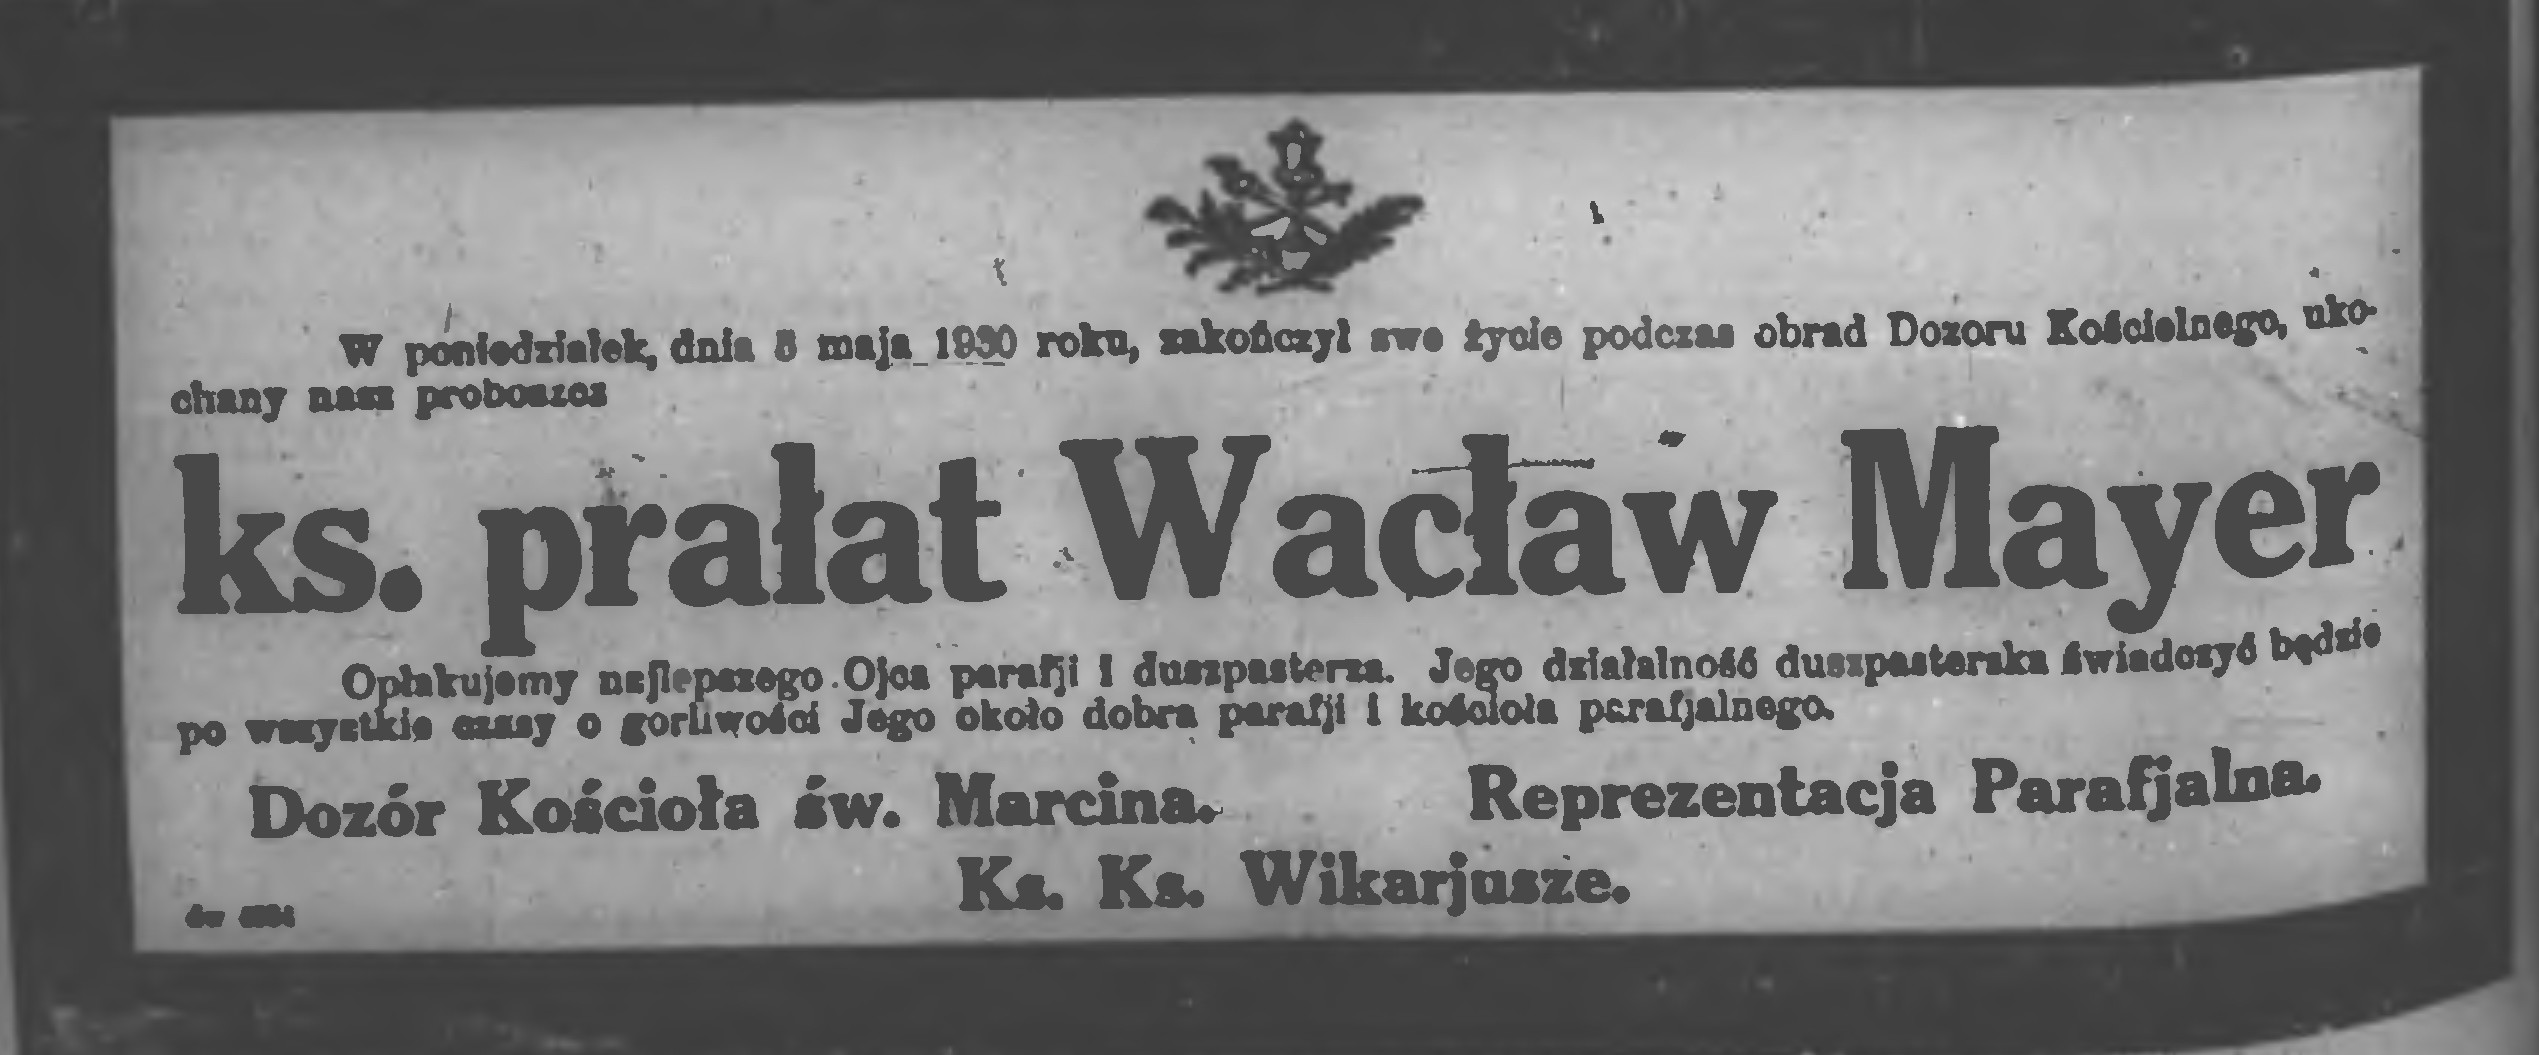 W poniedziałek, dnia 5 maja 1930 roku, zakończył swe życie podczas obrad Dozoru Kościelnego, uko-
chany nasz proboszcz
ks. prałat Wacław Mayer
Opłakujemy najlepszego Ojca parafji i duszpasterza. Jego działalność duszpasterska świadczyć będzie
po wszystkie czasy o gorliwości Jego około dobra parafji i kościoła parafjalnego.
Dozór Kościoła św. Marcina. Reprezentacja Parafjalna.
Ks. Ks. Wikarjusze.